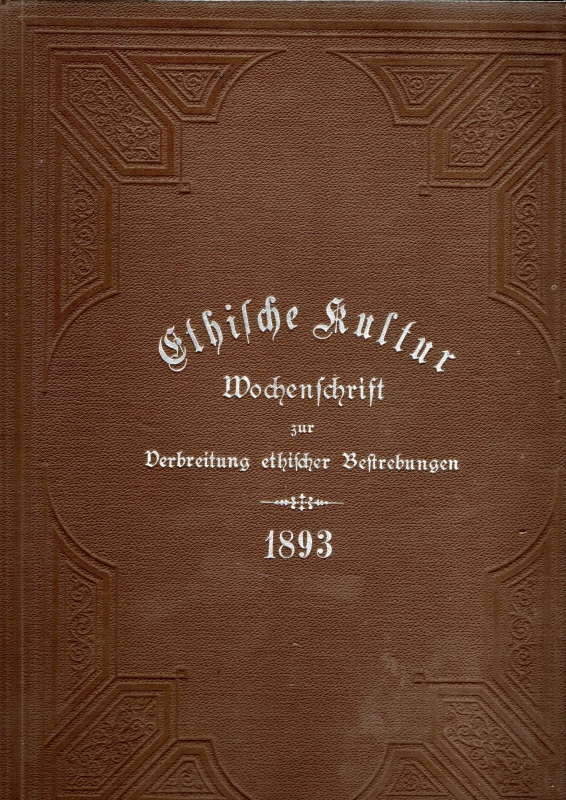 Ethiſche Kultur
Wochenſchrift
zur
Verbreitung ethiſcher Beſtrebungen
1893